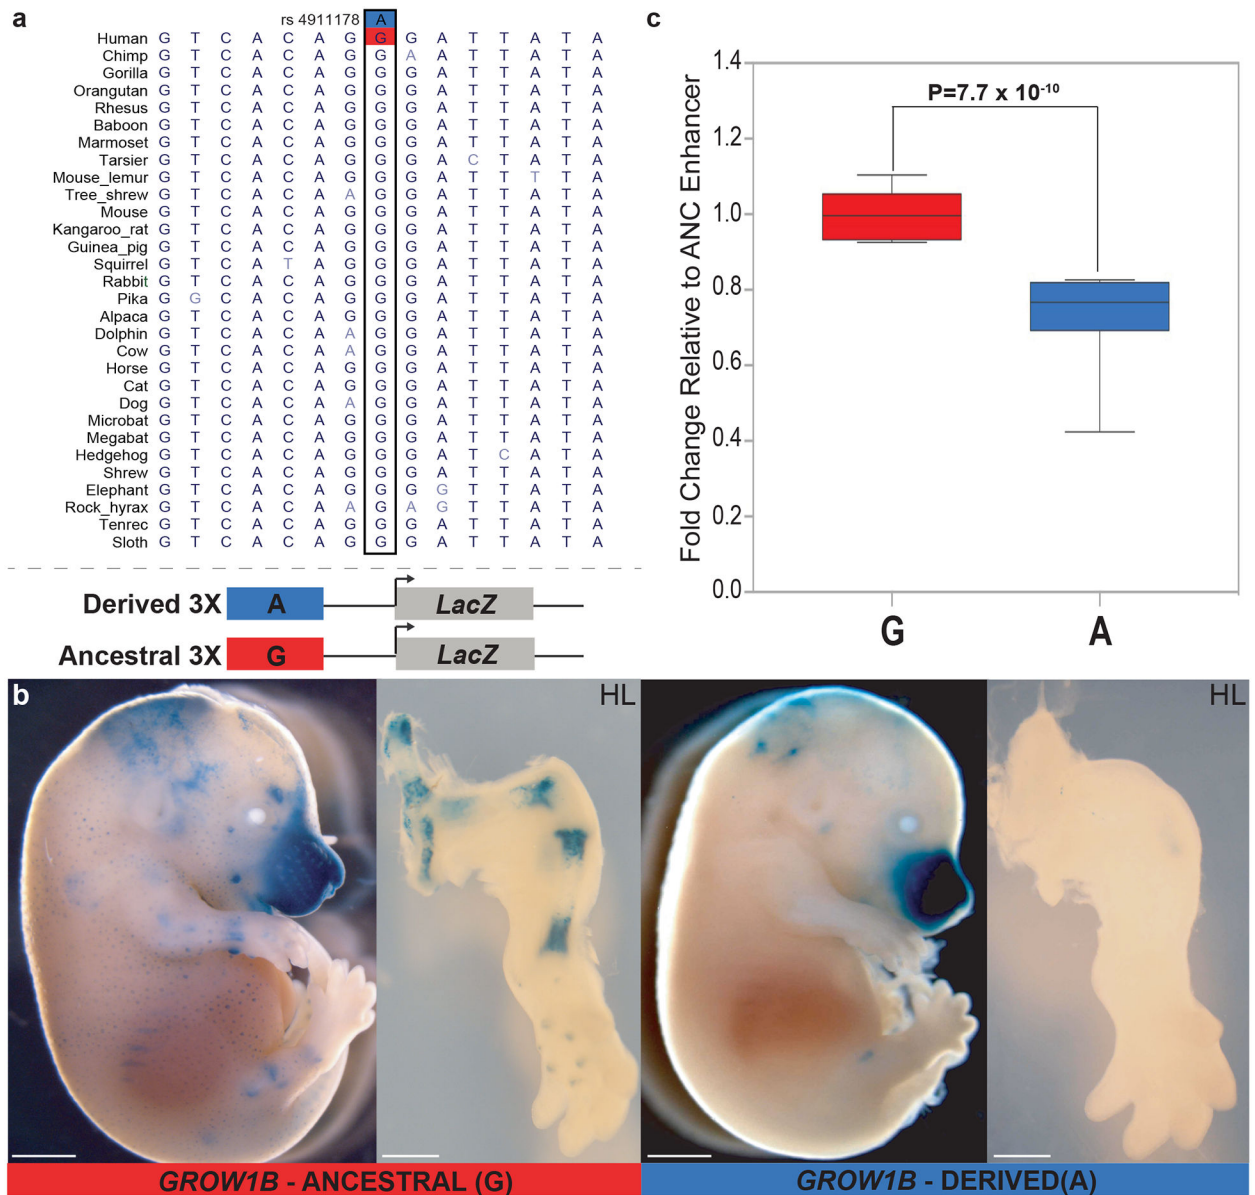 a
rs 4911178 A
Human G T C A C A G G G A T T A T A
Chimp G T C A C A G G A A T T A T A
Gorilla G T C A C A G G G A T T A T A
Orangutan G T C A C A G G G A T T A T A
Rhesus G T C A C A G G G A T T A T A
Baboon G T C A C A G G G A T T A T A
Marmoset G T C A C A G G G A T T A T A
Tarsier G T C A C A G G G A C T A T A
Mouse_lemur G T C A C A G G G A T T T T A
Tree_shrew G T C A C A A G G A T T A T A
Mouse G T C A C A G G G A T T A T A
Kangaroo_rat G T C A C A G G G A T T A T A
Guinea_pig G T C A C A G G G A T T A T A
Squirrel G T C A T A G G G A T T A T A
Rabbit G T C A C A G G G A T T A T A
Pika G G C A C A G G G A T T A T A
Alpaca G T C A C A G G G A T T A T A
Dolphin G T C A C A A G G A T T A T A
Cow G T C A C A A G G A T T A T A
Horse G T C A C A G G G A T T A T A
Cat G T C A C A G G G A T T A T A
Dog G T C A C A A G G A T T A T A
Microbat G T C A C A G G G A T T A T A
Megabat G T C A C A G G G A T T A T A
Hedgehog G T C A C A G G G A T C A T A
Shrew G T C A C A G G G A T T A T A
Elephant G T C A C A G G G G T T A T A
Rock_hyrax G T C A C A A G A G T T A T A
Tenrec G T C A C A G G G A T T A T A
Sloth G T C A C A G G G A T T A T A
Derived 3X A LacZ
Ancestral 3X G LacZ
c
Fold Change Relative to ANC Enhancer
1.4
1.2
1.0
0.8
0.6
0.4
0.2
0.0
P=7.7 x 10⁻¹⁰
G A
b
HL
HL
GROW1B - ANCESTRAL (G)
GROW1B - DERIVED(A)